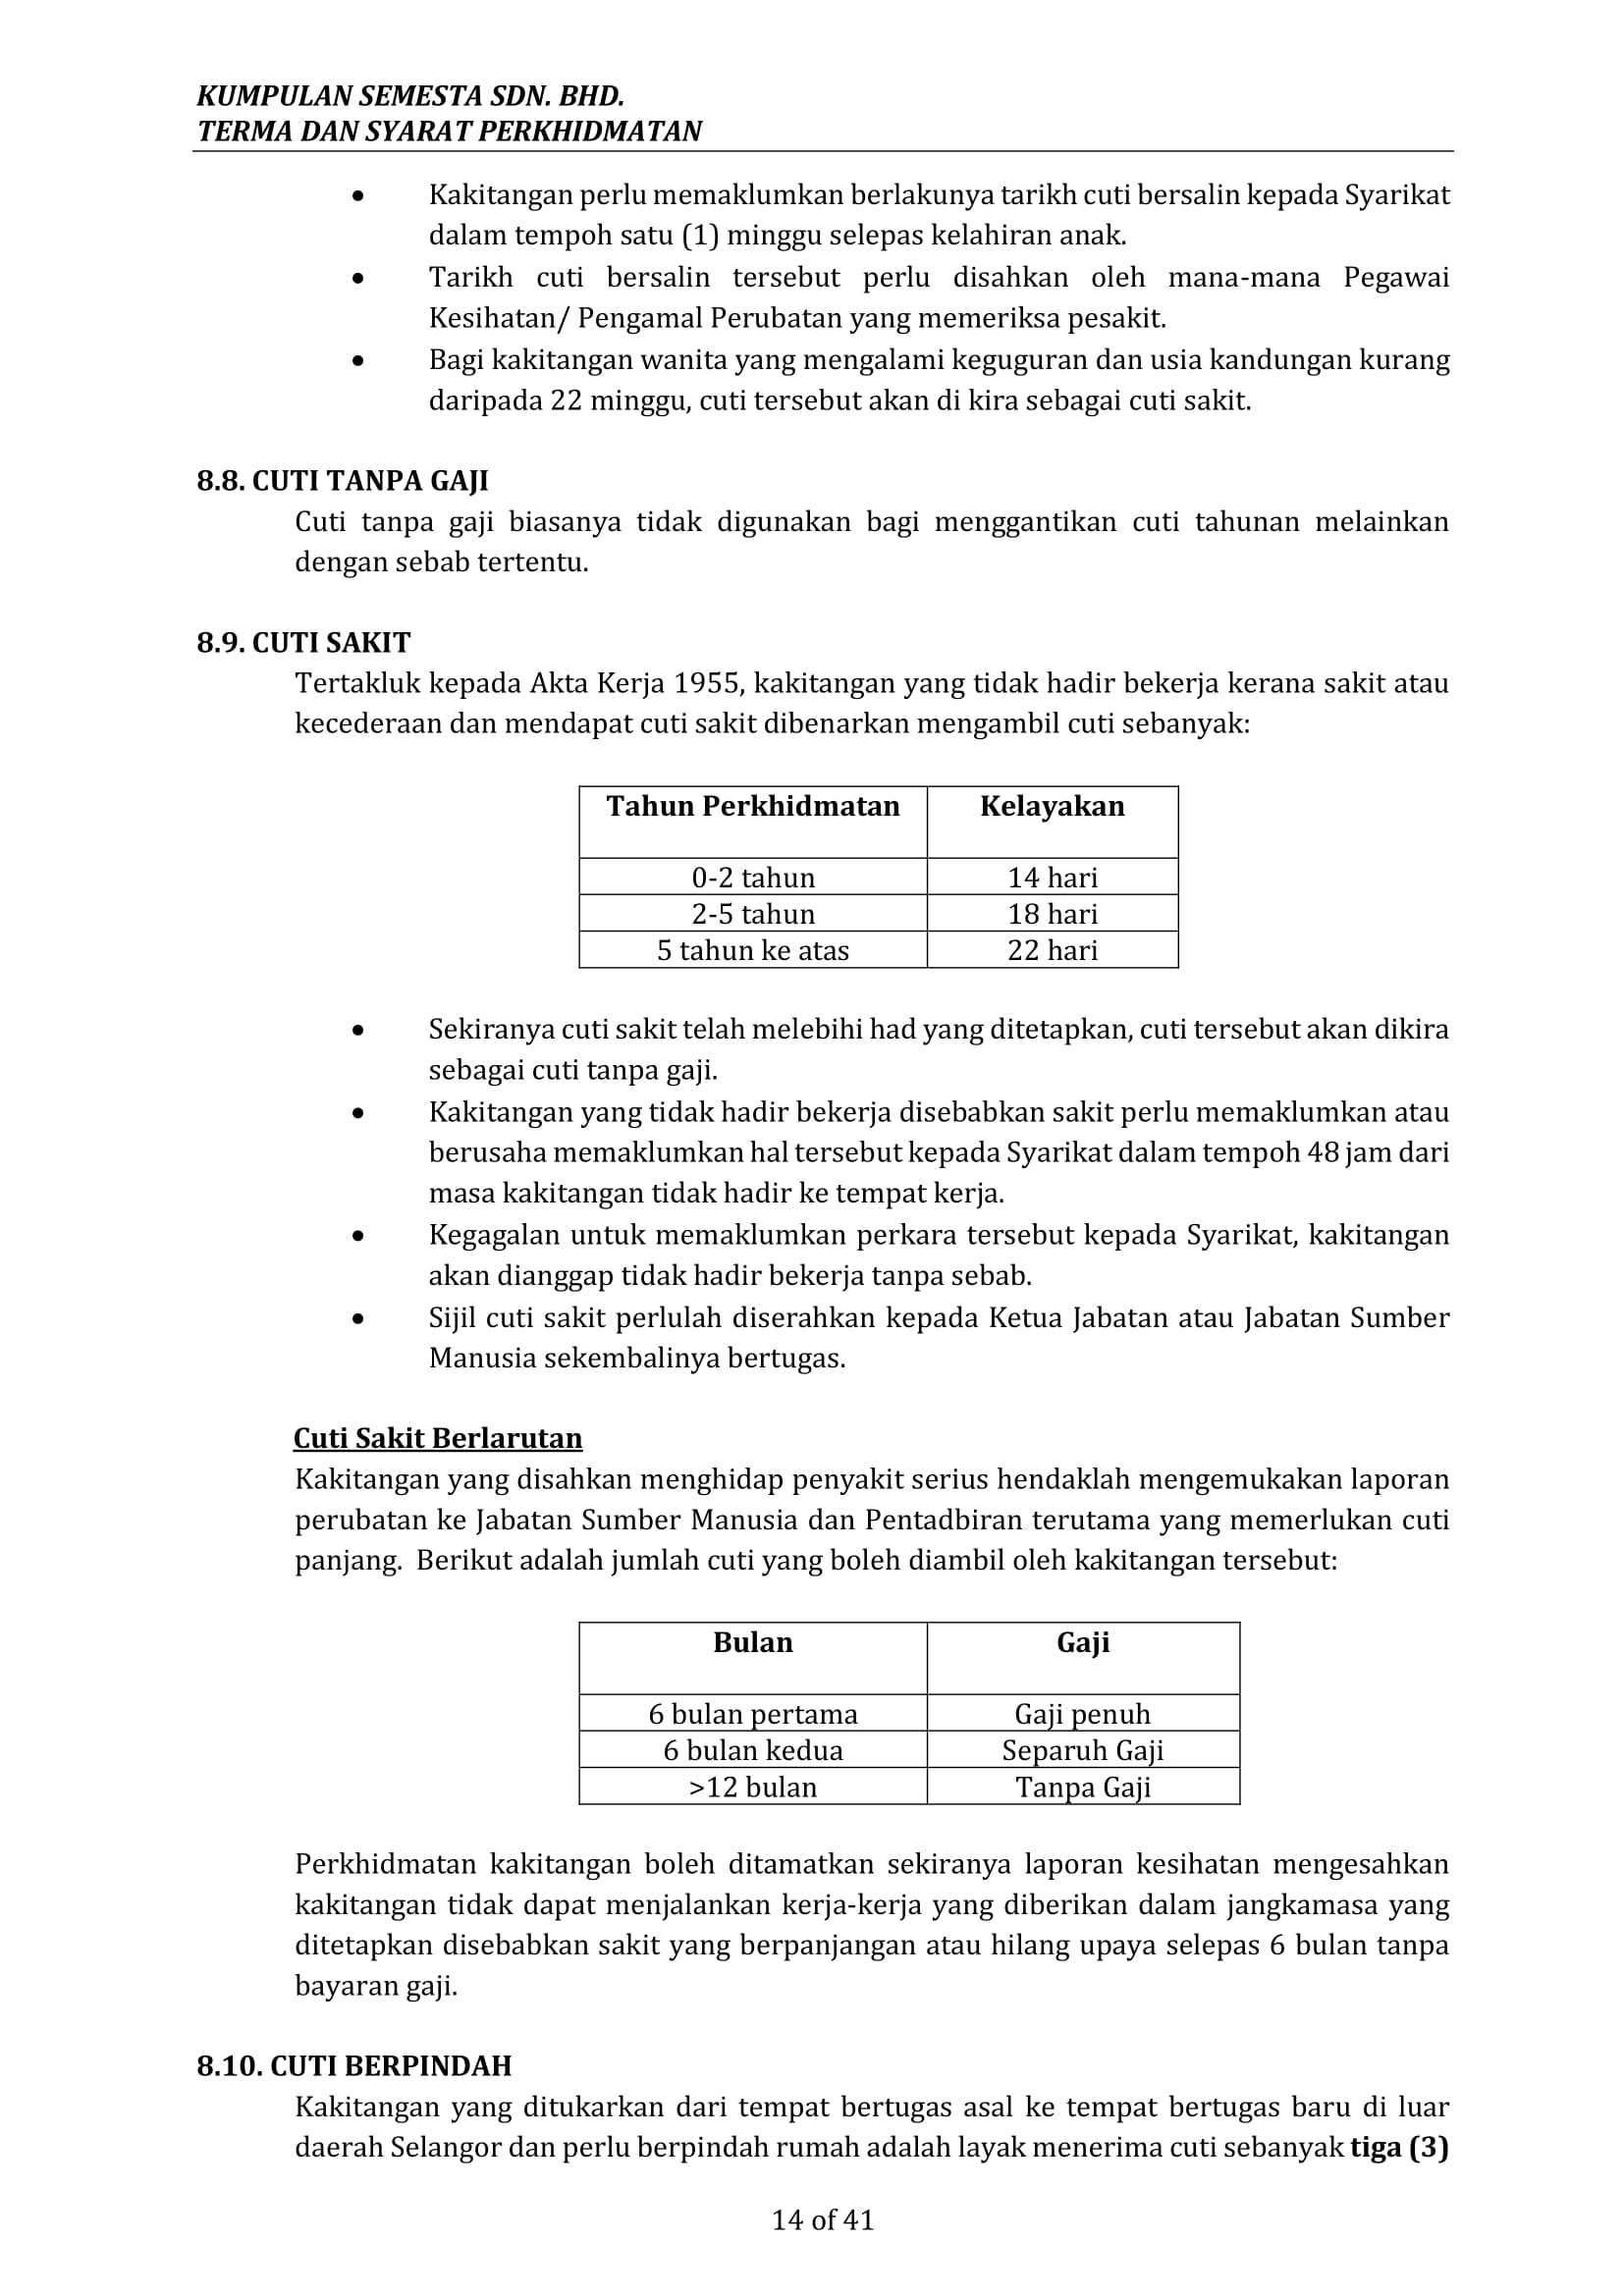 KUMPULAN SEMESTA SDN. BHD.
TERMA DAN SYARAT PERKHIDMATAN
• Kakitangan perlu memaklumkan berlakunya tarikh cuti bersalin kepada Syarikat
dalam tempoh satu (1) minggu selepas kelahiran anak.
• Tarikh cuti bersalin tersebut perlu disahkan oleh mana-mana Pegawai
Kesihatan/ Pengamal Perubatan yang memeriksa pesakit.
• Bagi kakitangan wanita yang mengalami keguguran dan usia kandungan kurang
daripada 22 minggu, cuti tersebut akan di kira sebagai cuti sakit.
8.8. CUTI TANPA GAJI
Cuti tanpa gaji biasanya tidak digunakan bagi menggantikan cuti tahunan melainkan
dengan sebab tertentu.
8.9. CUTI SAKIT
Tertakluk kepada Akta Kerja 1955, kakitangan yang tidak hadir bekerja kerana sakit atau
kecederaan dan mendapat cuti sakit dibenarkan mengambil cuti sebanyak:
Tahun Perkhidmatan Kelayakan
0-2 tahun 14 hari
2-5 tahun 18 hari
5 tahun ke atas 22 hari
• Sekiranya cuti sakit telah melebihi had yang ditetapkan, cuti tersebut akan dikira
sebagai cuti tanpa gaji.
• Kakitangan yang tidak hadir bekerja disebabkan sakit perlu memaklumkan atau
berusaha memaklumkan hal tersebut kepada Syarikat dalam tempoh 48 jam dari
masa kakitangan tidak hadir ke tempat kerja.
• Kegagalan untuk memaklumkan perkara tersebut kepada Syarikat, kakitangan
akan dianggap tidak hadir bekerja tanpa sebab.
• Sijil cuti sakit perlulah diserahkan kepada Ketua Jabatan atau Jabatan Sumber
Manusia sekembalinya bertugas.
Cuti Sakit Berlarutan
Kakitangan yang disahkan menghidap penyakit serius hendaklah mengemukakan laporan
perubatan ke Jabatan Sumber Manusia dan Pentadbiran terutama yang memerlukan cuti
panjang. Berikut adalah jumlah cuti yang boleh diambil oleh kakitangan tersebut:
Bulan Gaji
6 bulan pertama Gaji penuh
6 bulan kedua Separuh Gaji
>12 bulan Tanpa Gaji
Perkhidmatan kakitangan boleh ditamatkan sekiranya laporan kesihatan mengesahkan
kakitangan tidak dapat menjalankan kerja-kerja yang diberikan dalam jangkamasa yang
ditetapkan disebabkan sakit yang berpanjangan atau hilang upaya selepas 6 bulan tanpa
bayaran gaji.
8.10. CUTI BERPINDAH
Kakitangan yang ditukarkan dari tempat bertugas asal ke tempat bertugas baru di luar
daerah Selangor dan perlu berpindah rumah adalah layak menerima cuti sebanyak tiga (3)
14 of 41